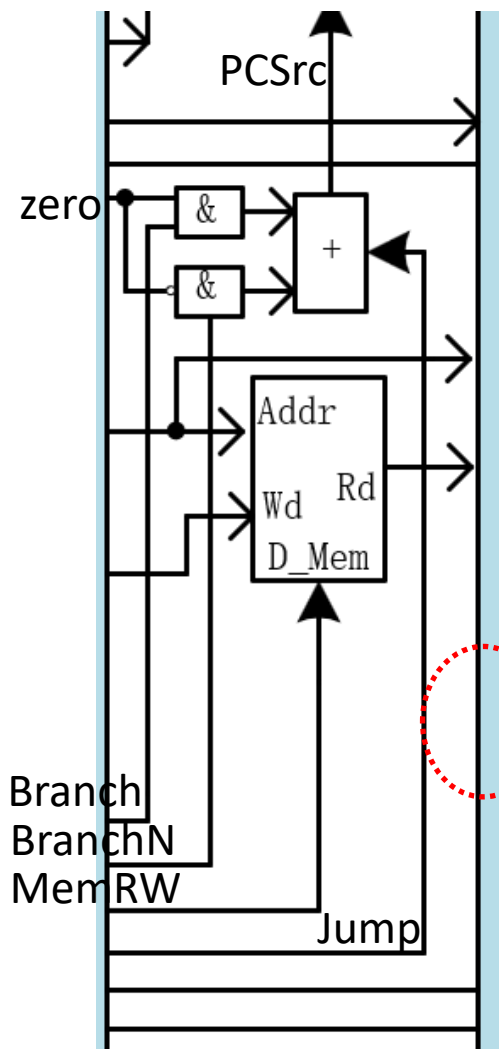 PCSrc
zero
&
+
&
Addr
Rd
Wd
D_Mem
Branch
BranchN
MemRW
Jump